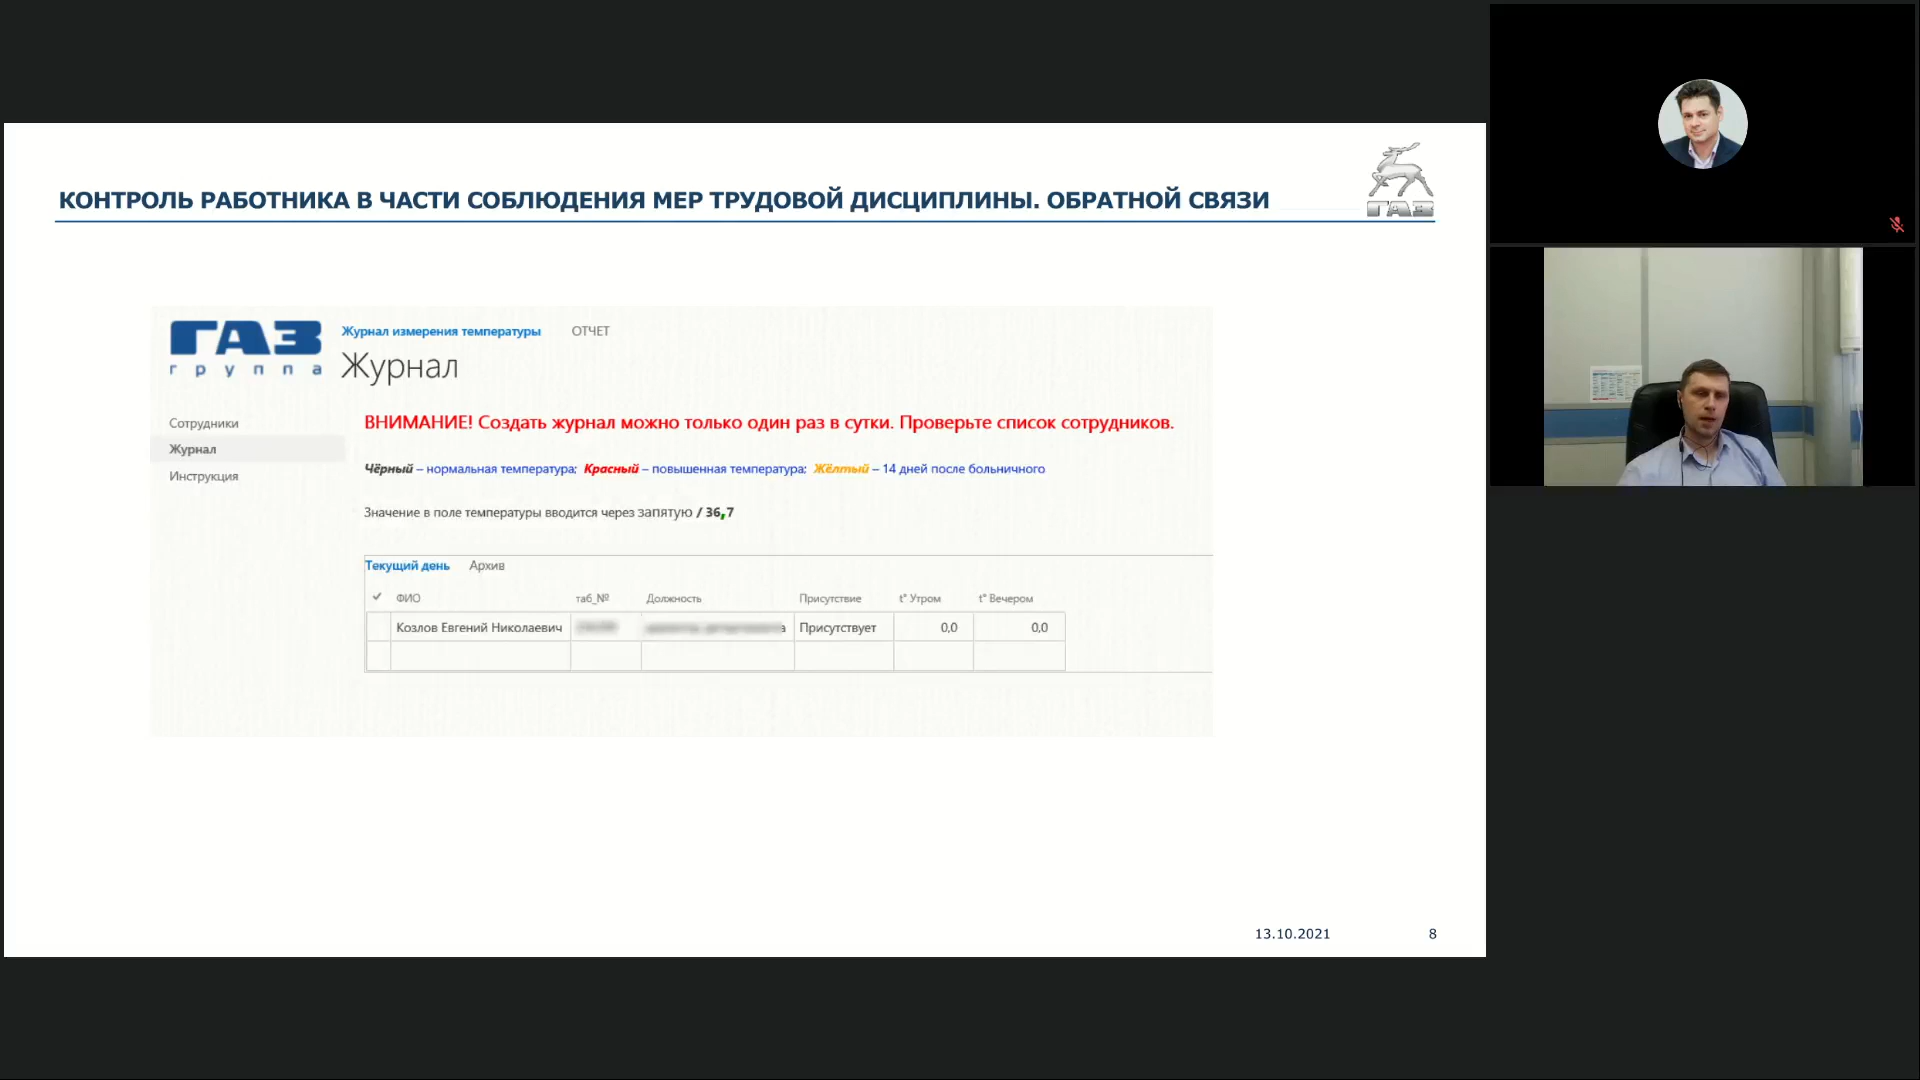 КОНТРОЛЬ РАБОТНИКА В ЧАСТИ СОБЛЮДЕНИЯ МЕР ТРУДОВОЙ ДИСЦИПЛИНЫ. ОБРАТНОЙ СВЯЗИ
ГАЗ
ГАЗ
группа
Журнал измерения температуры ОТЧЕТ
Журнал
Сотрудники
Журнал
Инструкция
ВНИМАНИЕ! Создать журнал можно только один раз в сутки. Проверьте список сотрудников.
Чёрный – нормальная температура; Красный – повышенная температура; Жёлтый – 14 дней после больничного
Значение в поле температуры вводится через запятую / 36,7
Текущий день Архив
ФИО таб_№ Должность Присутствие t° Утром t° Вечером
Козлов Евгений Николаевич Присутствует 0,0 0,0
13.10.2021 8